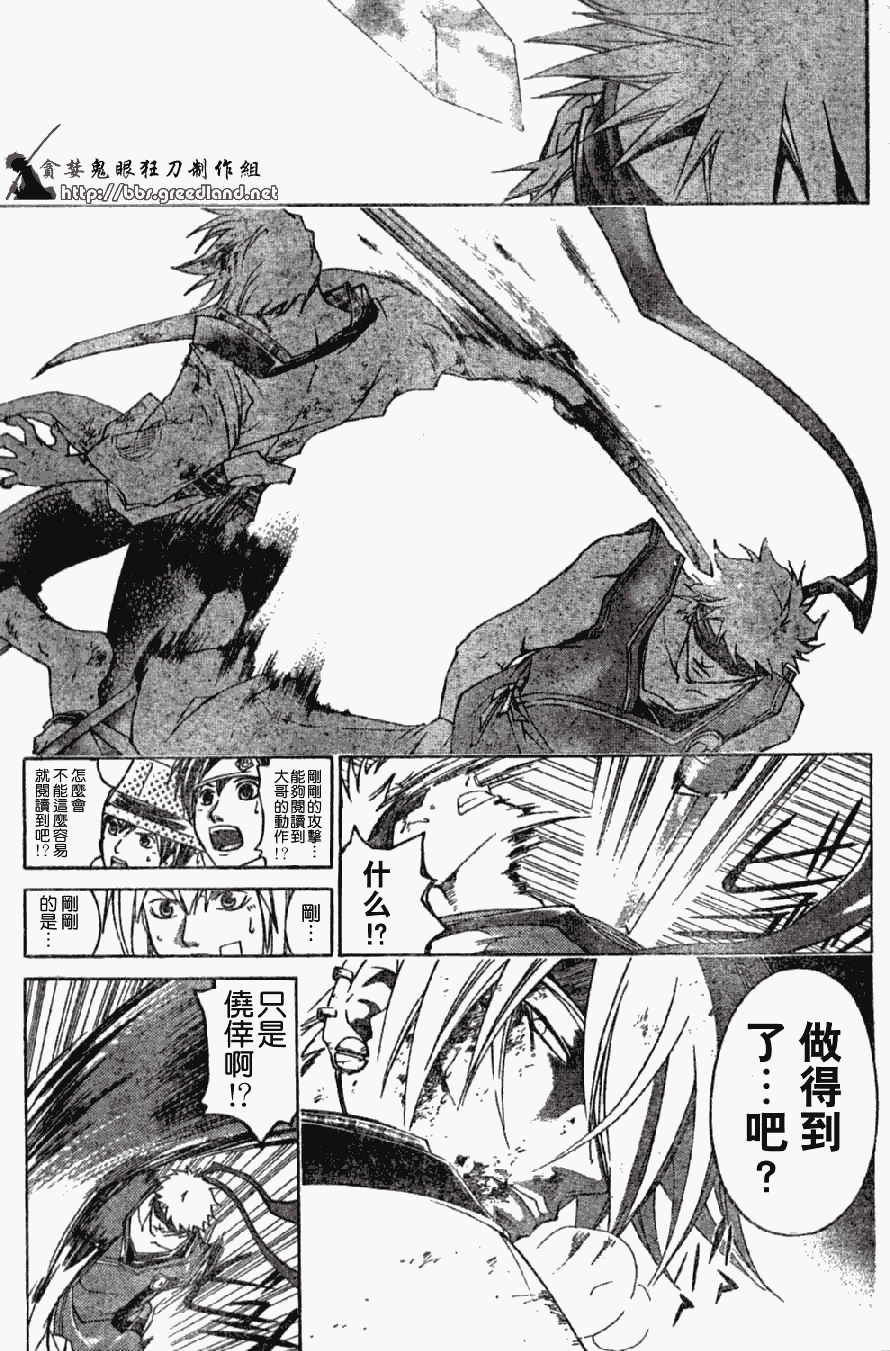 貪婪鬼眼狂刀制作組
http://bbs.greedland.net
什么!?
剛剛的攻擊…
能夠閱讀到
大哥的動作!?
怎麼會
不能這麼容易
就閱讀到吧!?
剛…
剛剛
的是…
做得到
了…吧?
只是
僥倖啊!?